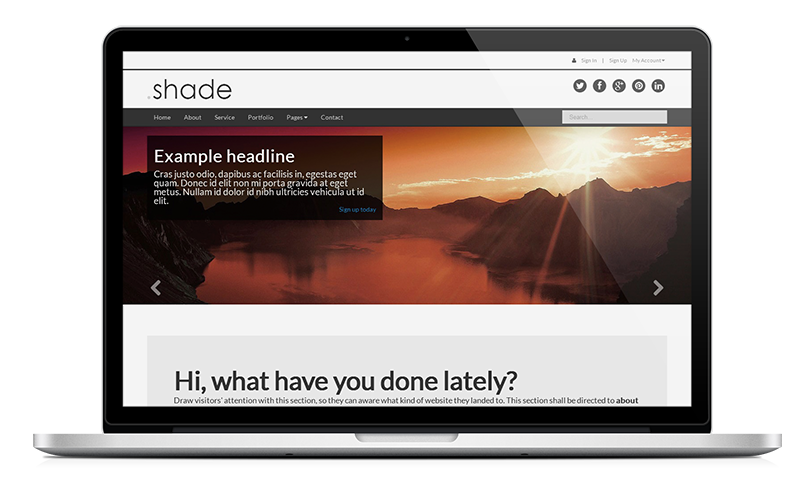 Sign In | Sign Up My Account
.shade
Home About Service Portfolio Pages Contact
Search...
Example headline
Cras justo odio, dapibus ac facilisis in, egestas eget
quam. Donec id elit non mi porta gravida at eget
metus. Nullam id dolor id nibh ultricies vehicula ut id
elit.
Sign up today
Hi, what have you done lately?
Draw visitors' attention with this section, so they can aware what kind of website they landed to. This section shall be directed to about